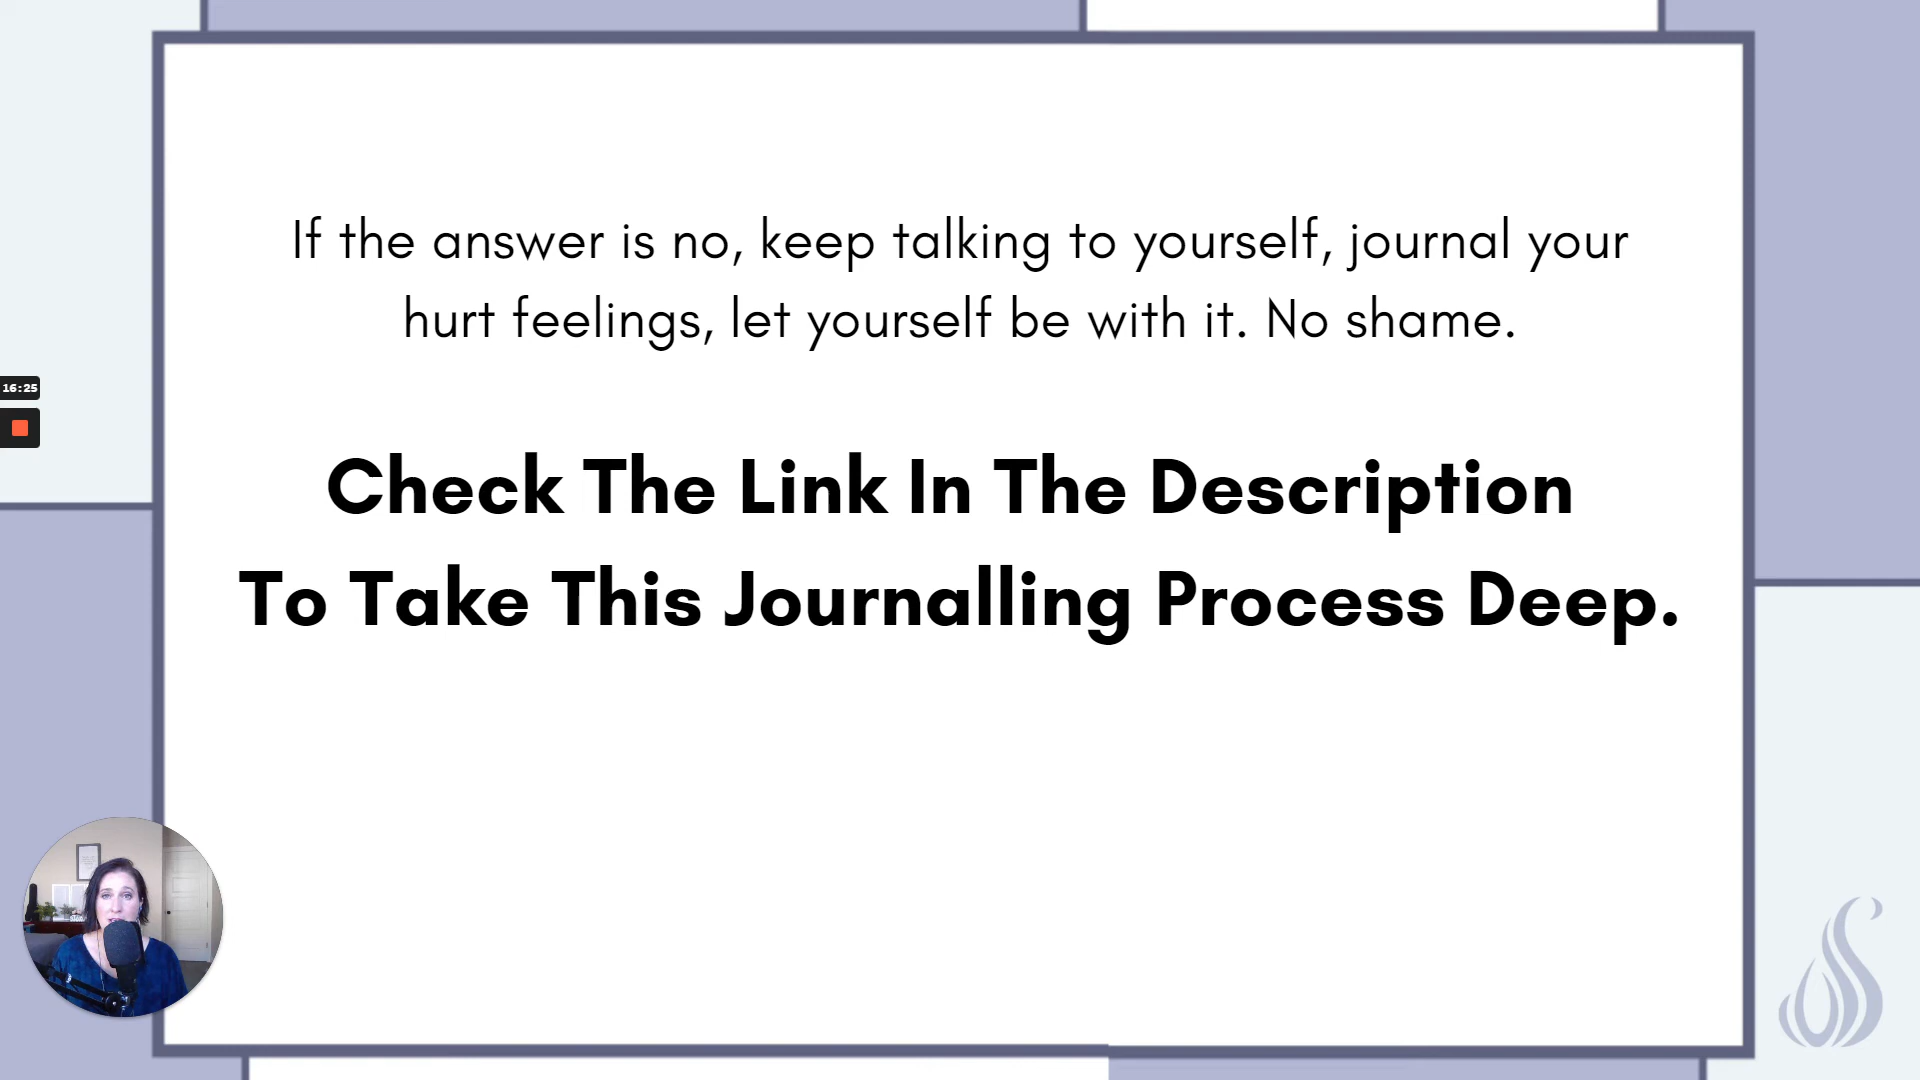 If the answer is no, keep talking to yourself, journal your
hurt feelings, let yourself be with it. No shame.
16:25
Check The Link In The Description
To Take This Journalling Process Deep.